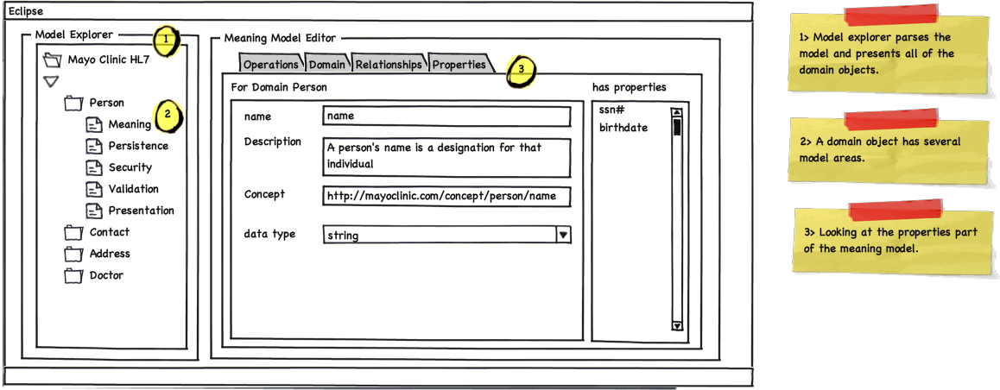 Eclipse
Model Explorer
1
Mayo Clinic HL7
Person
Meaning
2
Persistence
Security
Validation
Presentation
Contact
Address
Doctor
Meaning Model Editor
Operations
Domain
Relationships
Properties
3
For Domain Person
name
name
Description
A person's name is a designation for that
individual
Concept
http://mayoclinic.com/concept/person/name
data type
string
has properties
ssn#
birthdate
1> Model explorer parses the
model and presents all of the
domain objects.
2> A domain object has several
model areas.
3> Looking at the properties part
of the meaning model.